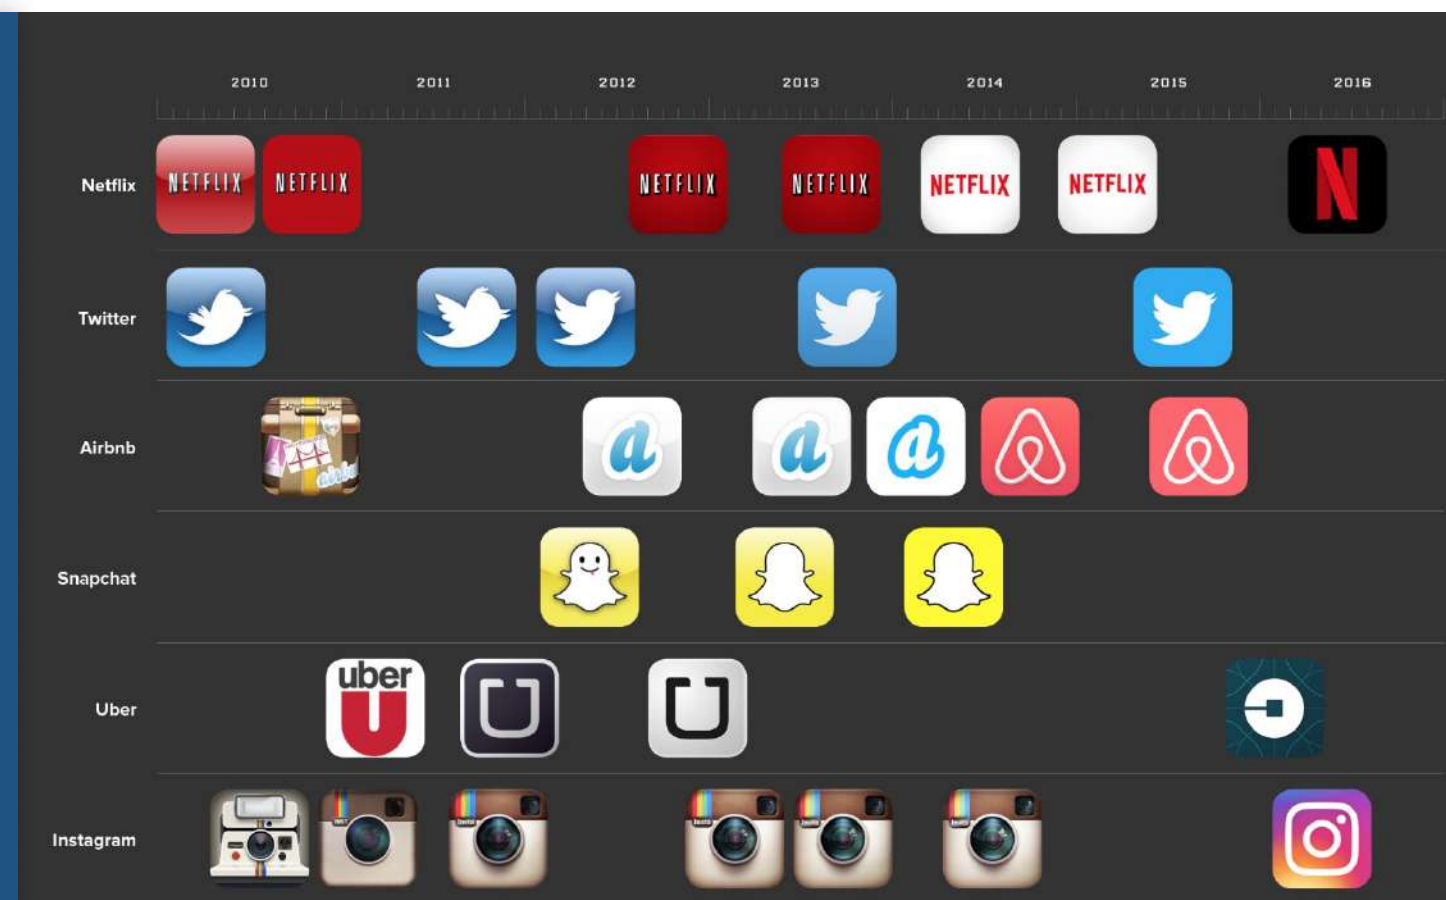 2010 2011 2012 2013 2014 2015 2016
Netflix NETFLIX NETFLIX NETFLIX NETFLIX NETFLIX NETFLIX N
Twitter
Airbnb a a a
Snapchat
Uber uber U U U
Instagram